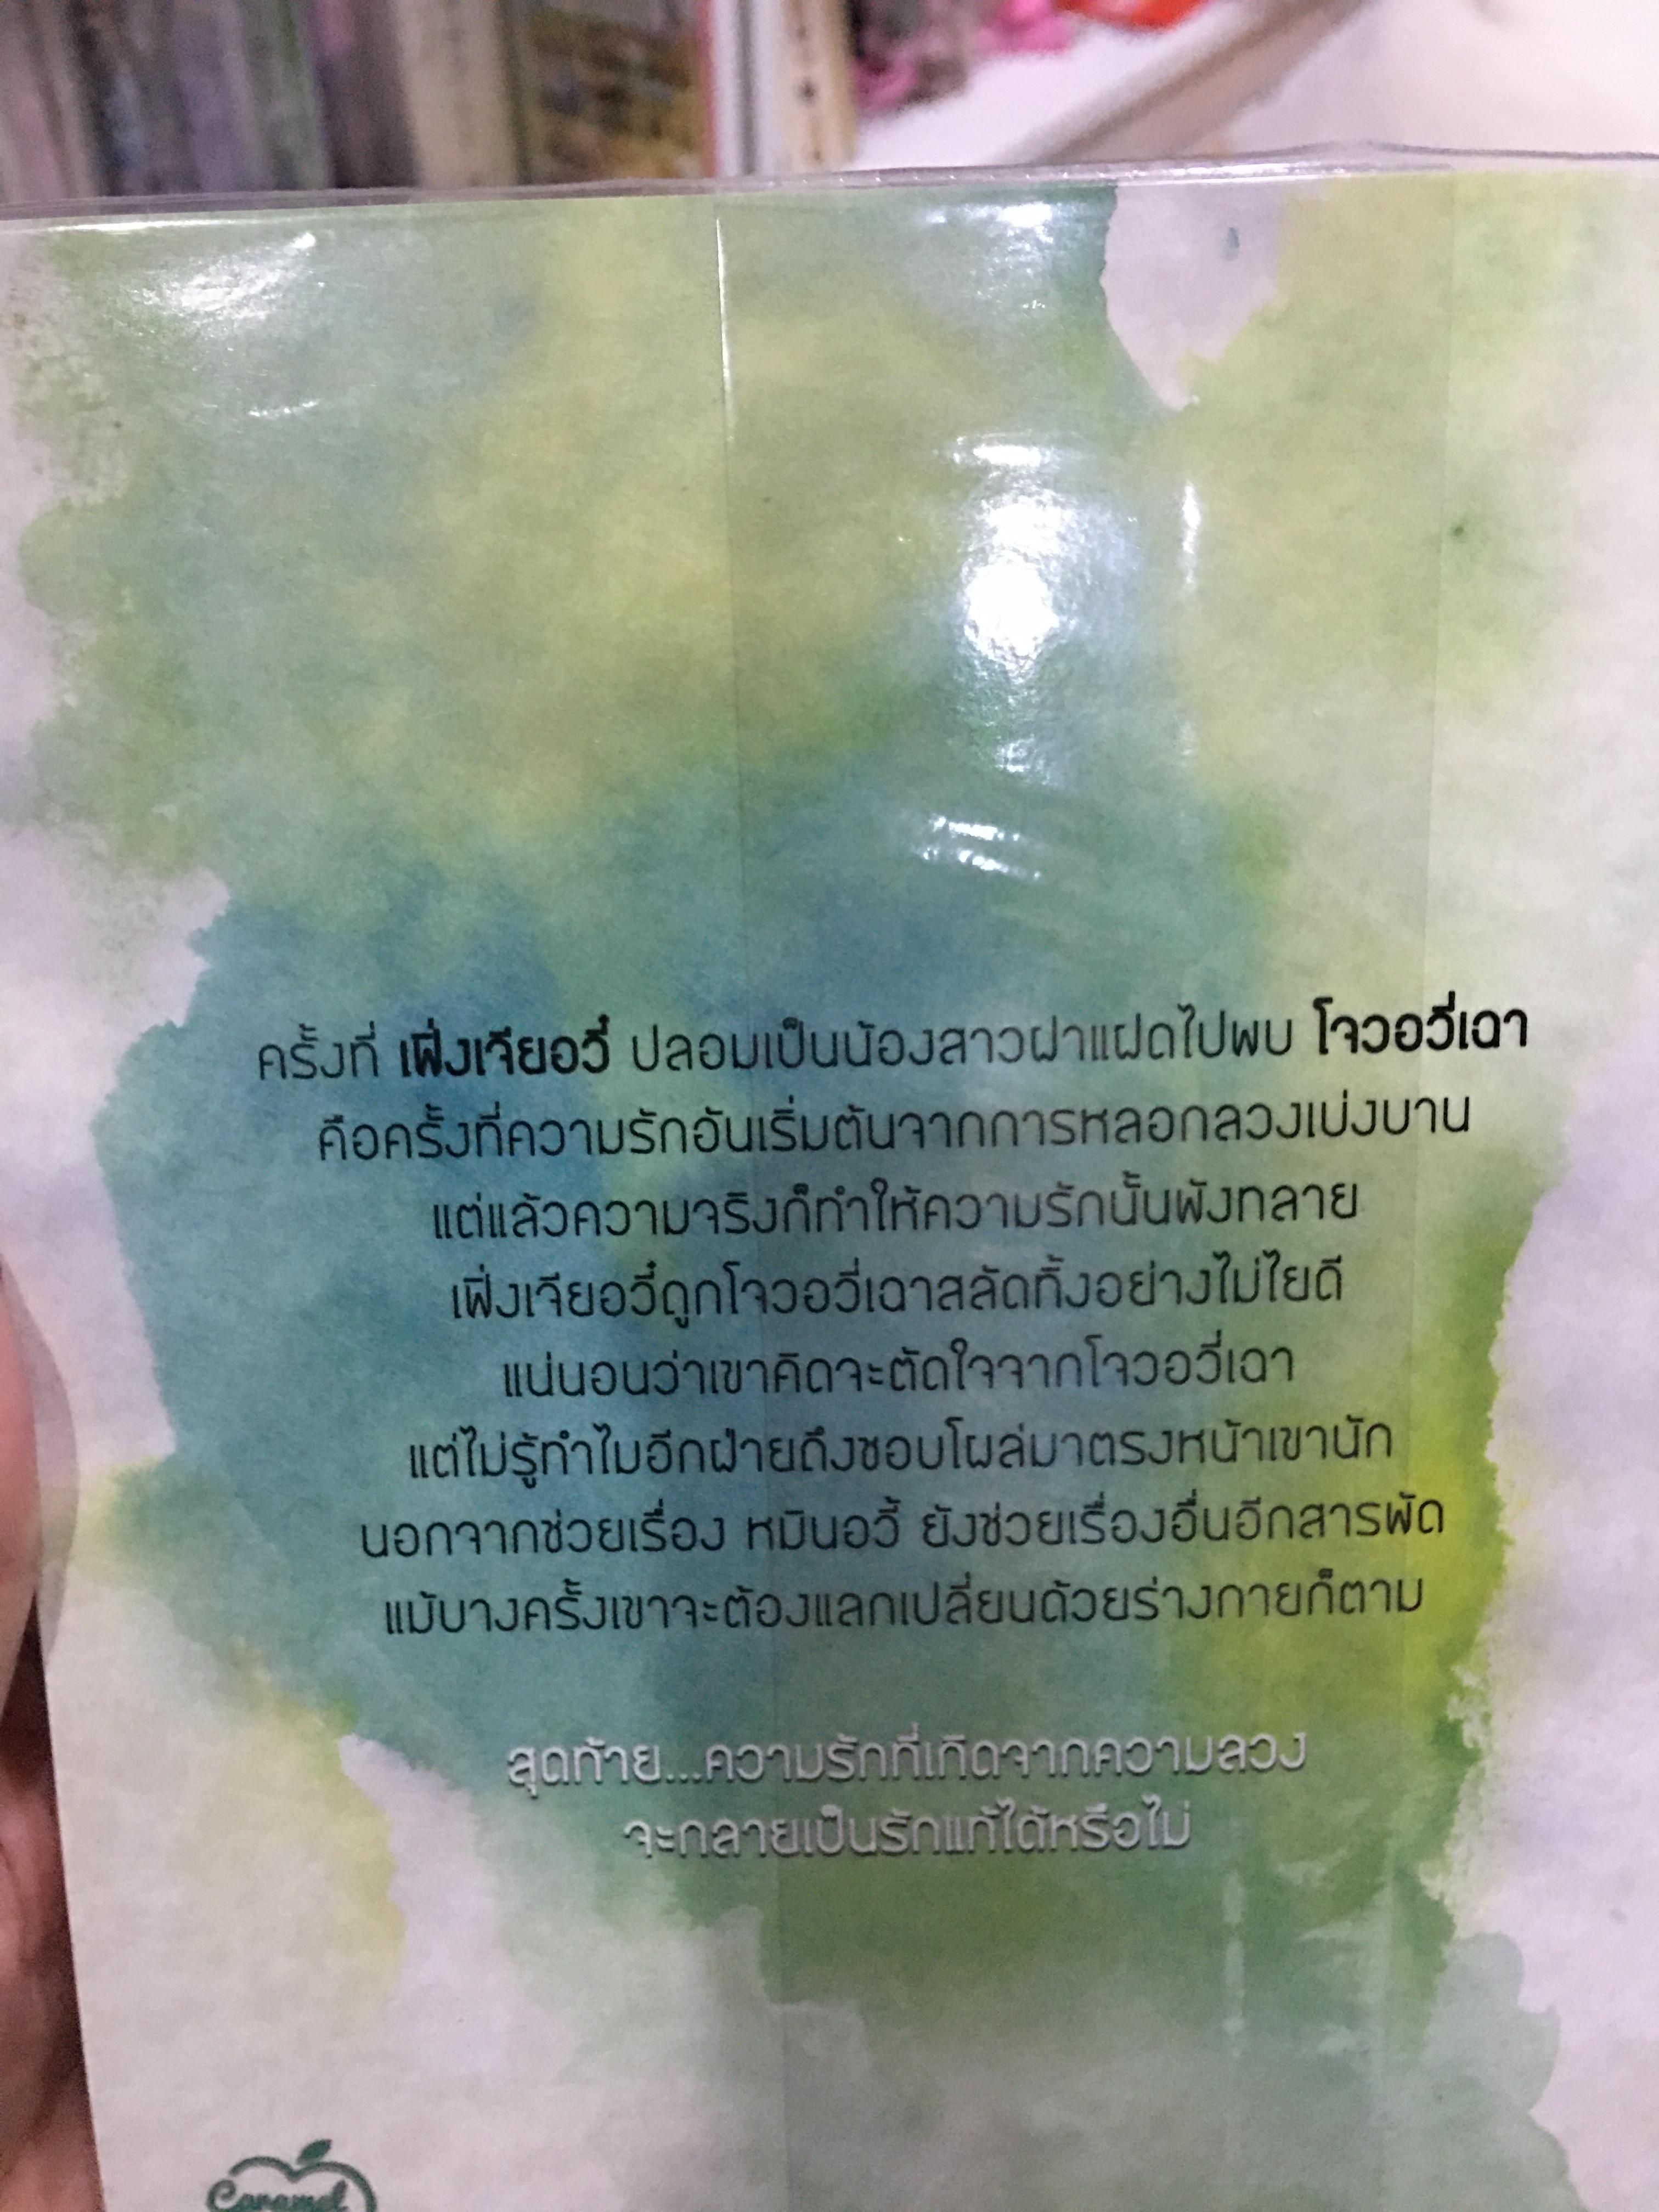 ครั้งที่ เฟิ่งเจียอวี๋ ปลอมเป็นน้องสาวฝาแฝดไปพบ โจวอวี่เฉา
คือครั้งที่ความรักอันเริ่มต้นจากการหลอกลวงเบ่งบาน
แต่แล้วความจริงก็ทำให้ความรักนั้นพังทลาย
เฟิ่งเจียอวี๋ถูกโจวอวี่เฉาสลัดทิ้งอย่างไม่ไยดี
แน่นอนว่าเขาคิดจะตัดใจจากโจวอวี่เฉา
แต่ไม่รู้ทำไมอีกฝ่ายถึงชอบโผล่มาตรงหน้าเขานัก
นอกจากช่วยเรื่อง หมินอวี้ ยังช่วยเรื่องอื่นอีกสารพัด
แม้บางครั้งเขาจะต้องแลกเปลี่ยนด้วยร่างกายก็ตาม
สุดท้าย...ความรักที่เกิดจากความลวง
จะกลายเป็นรักแท้ได้หรือไม่
Caramel